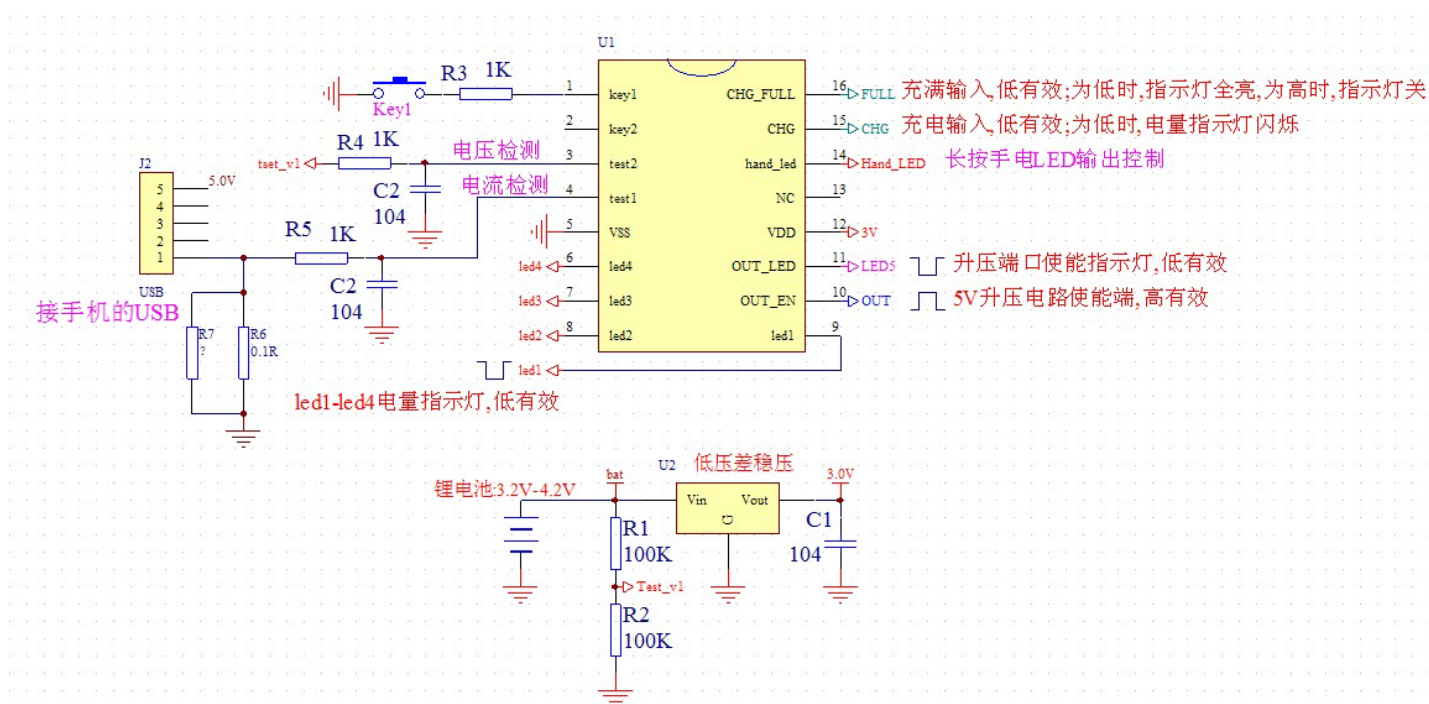 U1
Key1
R3 1K
1 key1
2 key2
tset_v1 R4 1K 电压检测 3 test2
C2
104
电流检测 4 test1
5 VSS
led4 6 led4
led3 7 led3
led2 8 led2
CHG_FULL 16 FULL 充满输入,低有效;为低时,指示灯全亮,为高时,指示灯关
CHG 15 CHG 充电输入,低有效;为低时,电量指示灯闪烁
hand_led 14 Hand_LED 长按手电LED输出控制
NC 13
VDD 12 3V
OUT_LED 11 LED5 升压端口使能指示灯,低有效
OUT_EN 10 OUT 5V升压电路使能端,高有效
led1 9
led1
led1-led4电量指示灯,低有效
J2
5 5.0V
4
3
2
1
USB
接手机的USB
R5 1K
C2
104
R7
?
R6
0.1R
锂电池:3.2V-4.2V
bat
U2 低压差稳压
Vin Vout
G
3.0V
C1
104
R1
100K
Test_v1
R2
100K